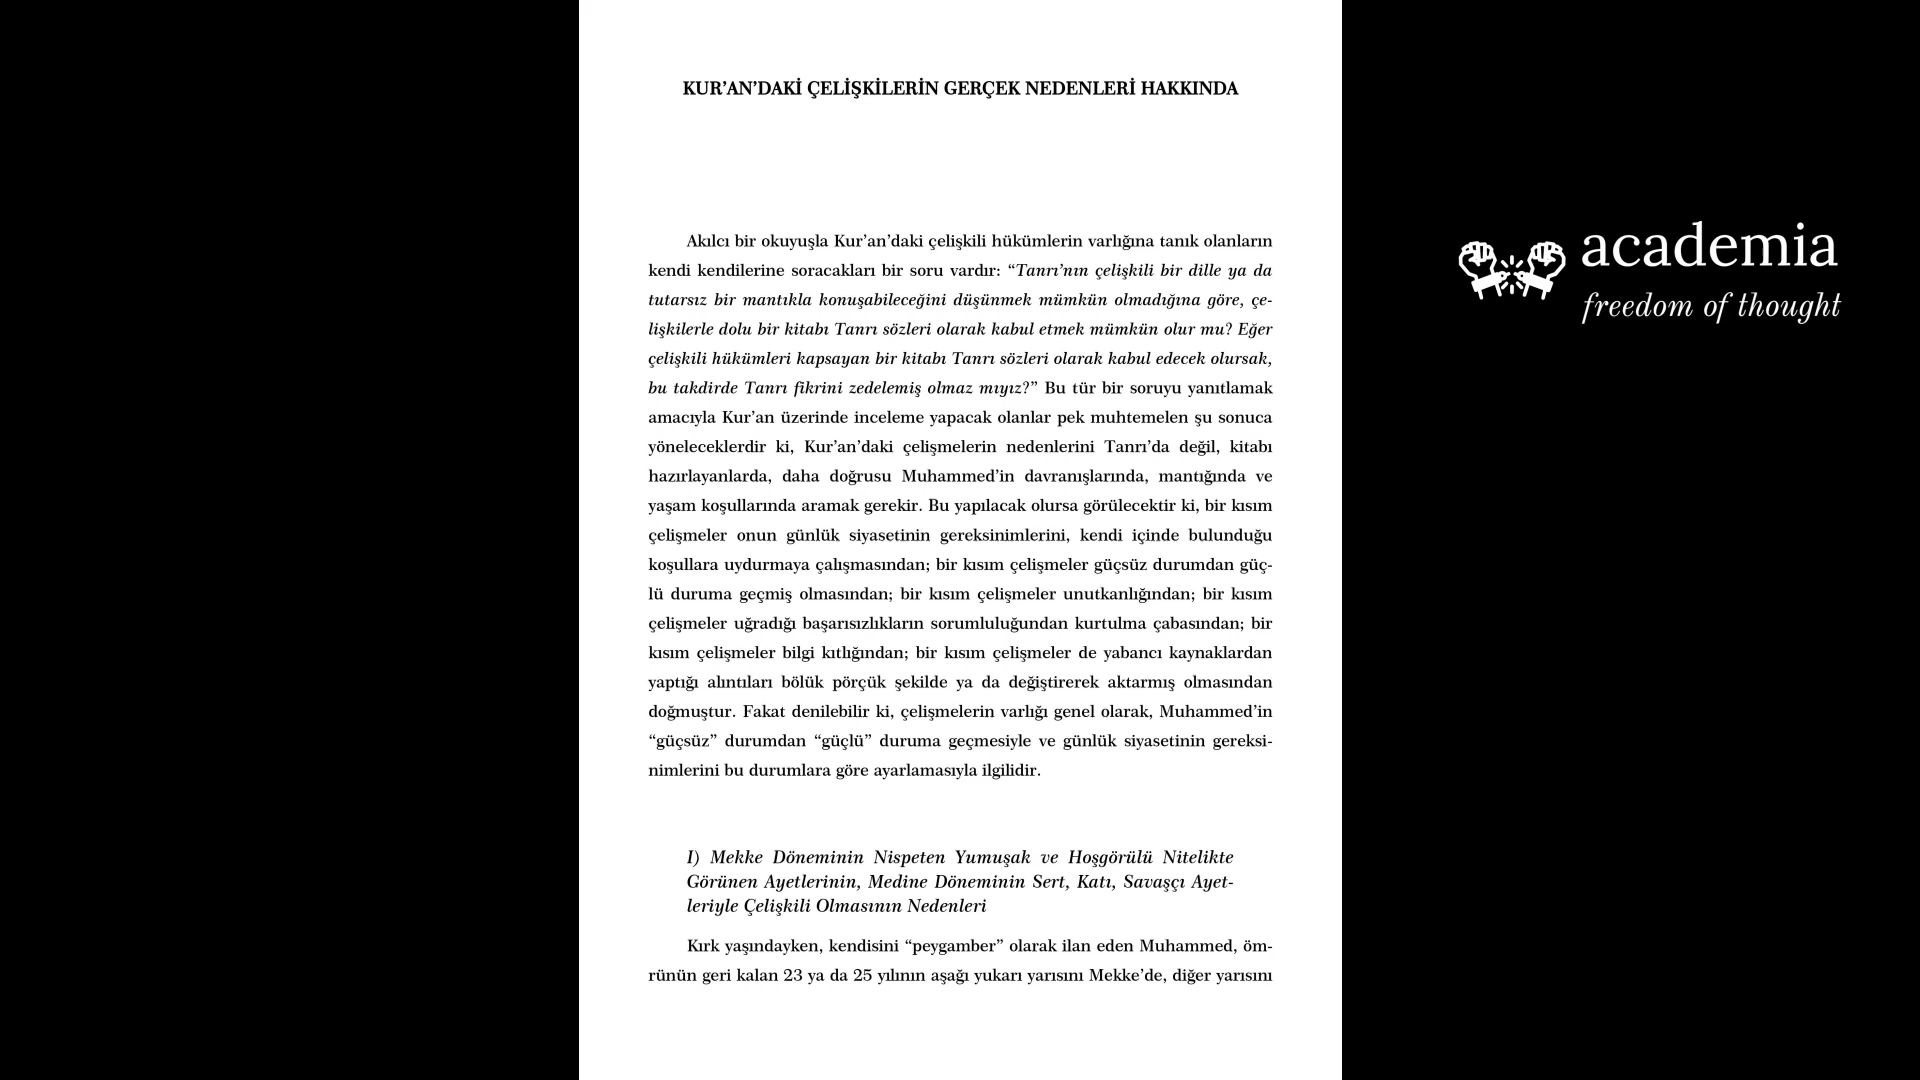 KUR’AN’DAKİ ÇELİŞKİLERİN GERÇEK NEDENLERİ HAKKINDA
Akılcı bir okuyuşla Kur’an’daki çelişkili hükümlerin varlığına tanık olanların
kendi kendilerine soracakları bir soru vardır: “Tanrı’nın çelişkili bir dille ya da
tutarsız bir mantıkla konuşabileceğini düşünmek mümkün olmadığına göre, çe-
lişkilerle dolu bir kitabı Tanrı sözleri olarak kabul etmek mümkün olur mu? Eğer
çelişkili hükümleri kapsayan bir kitabı Tanrı sözleri olarak kabul edecek olursak,
bu takdirde Tanrı fikrini zedelemiş olmaz mıyız?” Bu tür bir soruyu yanıtlamak
amacıyla Kur’an üzerinde inceleme yapacak olanlar pek muhtemelen şu sonuca
yöneleceklerdir ki, Kur’an’daki çelişmelerin nedenlerini Tanrı’da değil, kitabı
hazırlayanlarda, daha doğrusu Muhammed’in davranışlarında, mantığında ve
yaşam koşullarında aramak gerekir. Bu yapılacak olursa görülecektir ki, bir kısım
çelişmeler onun günlük siyasetinin gereksinimlerini, kendi içinde bulunduğu
koşullara uydurmaya çalışmasından; bir kısım çelişmeler güçsüz durumdan güç-
lü duruma geçmiş olmasından; bir kısım çelişmeler unutkanlığından; bir kısım
çelişmeler uğradığı başarısızlıkların sorumluluğundan kurtulma çabasından; bir
kısım çelişmeler bilgi kıtlığından; bir kısım çelişmeler de yabancı kaynaklardan
yaptığı alıntıları bölük pörçük şekilde ya da değiştirerek aktarmış olmasından
doğmuştur. Fakat denilebilir ki, çelişmelerin varlığı genel olarak, Muhammed’in
“güçsüz” durumdan “güçlü” duruma geçmesiyle ve günlük siyasetinin gereksi-
nimlerini bu durumlara göre ayarlamasıyla ilgilidir.
I) Mekke Döneminin Nispeten Yumuşak ve Hoşgörülü Nitelikte
Görünen Ayetlerinin, Medine Döneminin Sert, Katı, Savaşçı Ayet-
leriyle Çelişkili Olmasının Nedenleri
Kırk yaşındayken, kendisini “peygamber” olarak ilan eden Muhammed, öm-
rünün geri kalan 23 ya da 25 yılının aşağı yukarı yarısını Mekke’de, diğer yarısını
academia
freedom of thought